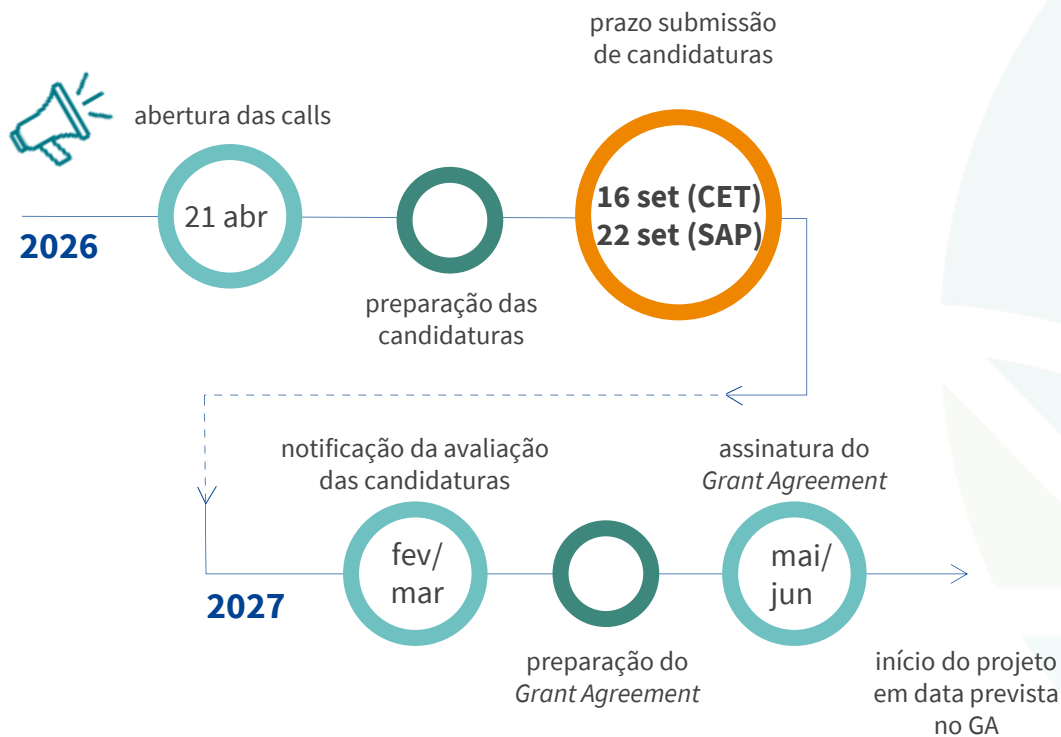 prazo submissão
de candidaturas
abertura das calls
21 abr
16 set (CET)
22 set (SAP)
2026
preparação das
candidaturas
notificação da avaliação
das candidaturas
assinatura do
Grant Agreement
fev/
mar
mai/
jun
2027
preparação do
Grant Agreement
início do projeto
em data prevista
no GA